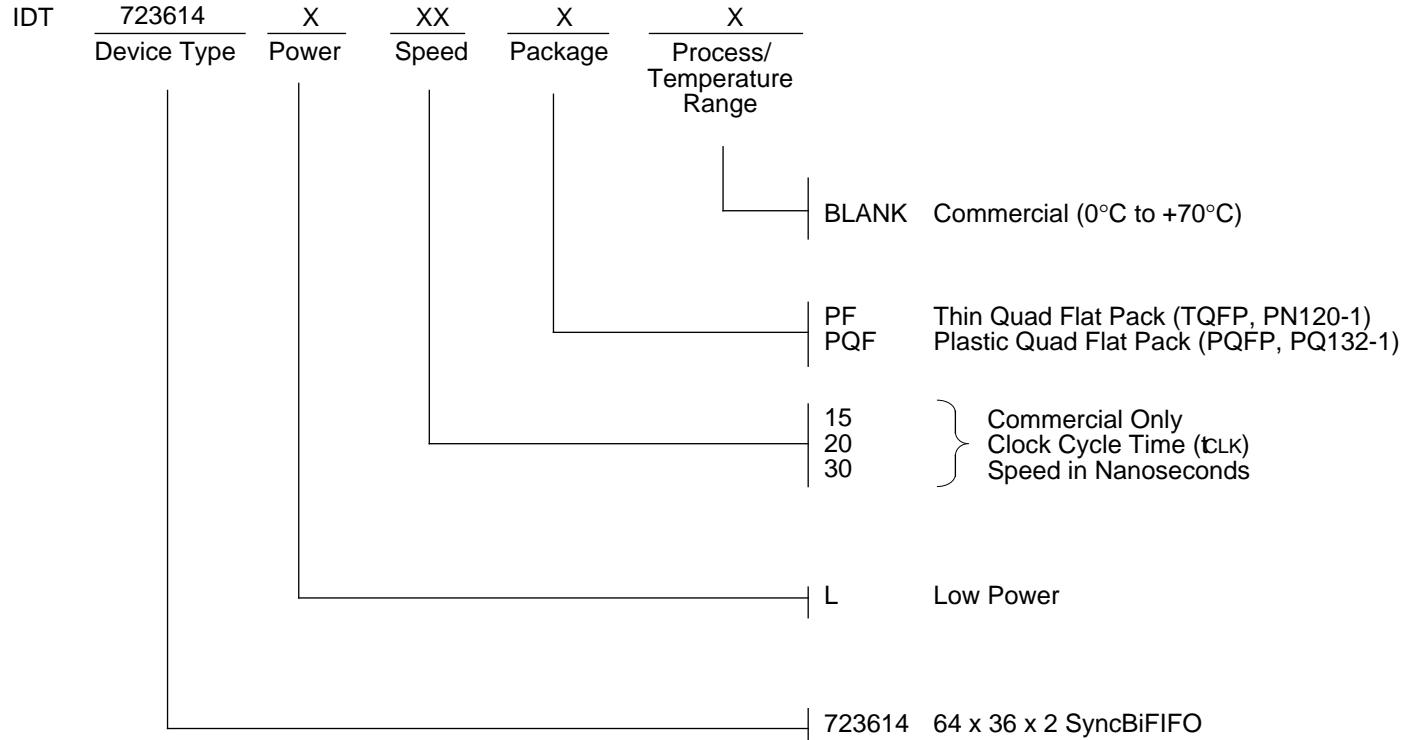 IDT 723614 X XX X X
Device Type Power Speed Package Process/
Temperature
Range
BLANK Commercial (0°C to +70°C)
PF Thin Quad Flat Pack (TQFP, PN120-1)
PQF Plastic Quad Flat Pack (PQFP, PQ132-1)
15 Commercial Only
20 Clock Cycle Time (tCLK)
30 Speed in Nanoseconds
L Low Power
723614 64 x 36 x 2 SyncBiFIFO